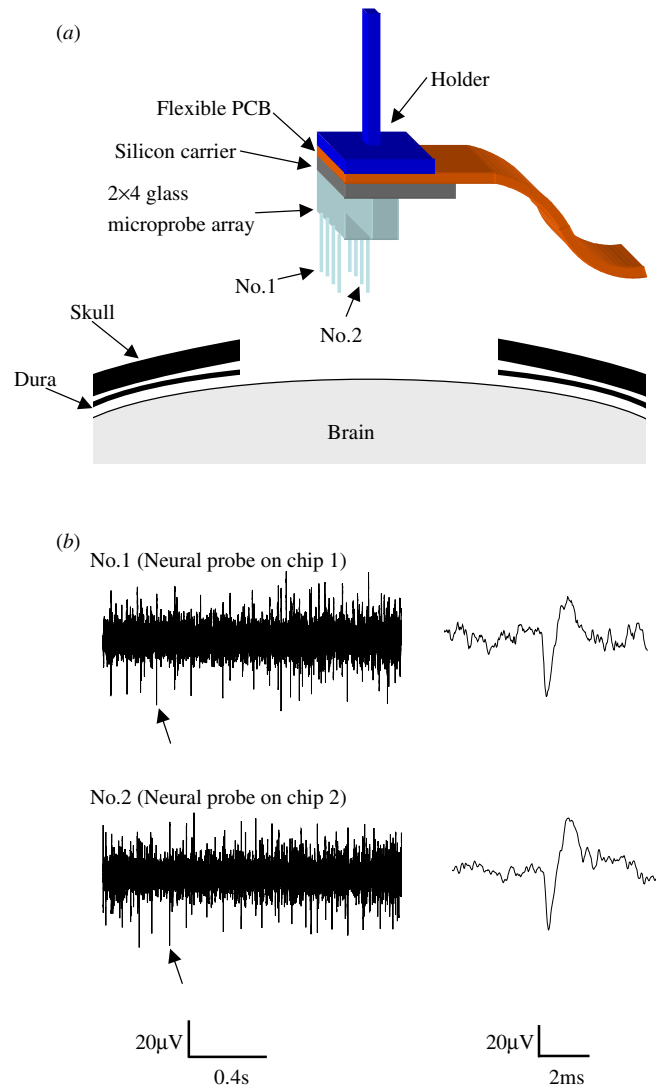 (a)
Holder
Flexible PCB
Silicon carrier
2×4 glass
microprobe array
No.1
No.2
Skull
Dura
Brain
(b)
No.1 (Neural probe on chip 1)
No.2 (Neural probe on chip 2)
20μV
0.4s
20μV
2ms